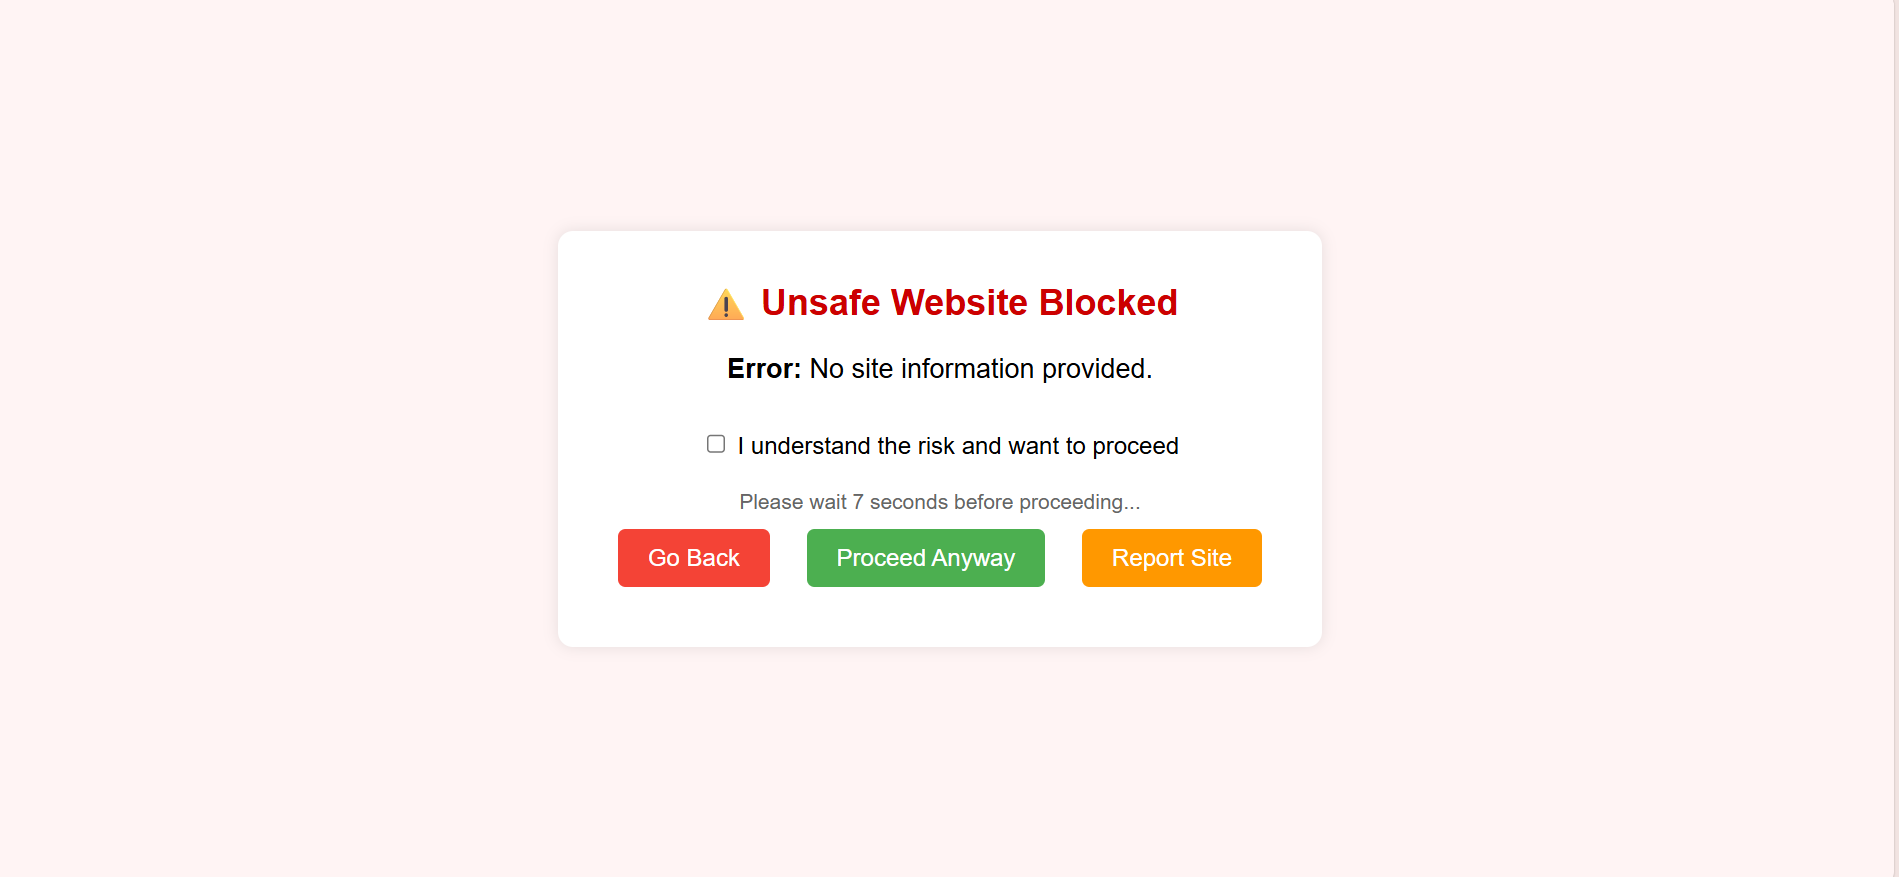 ⚠️ Unsafe Website Blocked
Error: No site information provided.
I understand the risk and want to proceed
Please wait 7 seconds before proceeding...
Go Back
Proceed Anyway
Report Site